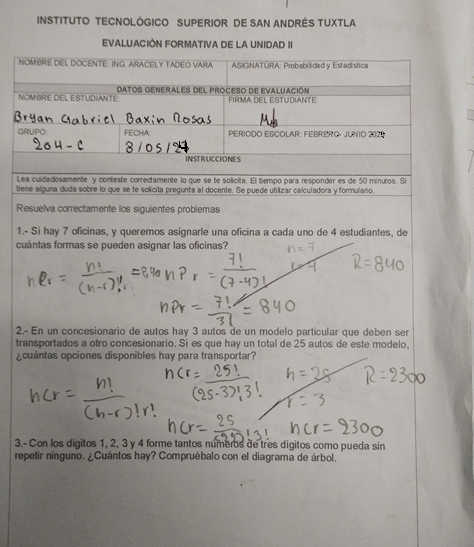 INSTITUTO TECNOLÓGICO SUPERIOR DE SAN ANDRÉS TUXTLA
EVALUACIÓN FORMATIVA DE LA UNIDAD II
NOMBRE DEL DOCENTE: ING. ARACELY TADEO VARA
ASIGNATURA: Probabilidad y Estadística
DATOS GENERALES DEL PROCESO DE EVALUACIÓN
NOMBRE DEL ESTUDIANTE:
Bryan Gabriel Baxin Rosas
FIRMA DEL ESTUDIANTE:
GRUPO:
204-C
FECHA:
8/05/24
PERIODO ESCOLAR: FEBRERO- JUNIO 2024
INSTRUCCIONES
Lea cuidadosamente y conteste correctamente lo que se te solicita. El tiempo para responder es de 50 minutos. Si
tiene alguna duda sobre lo que se te solicita pregunta al docente. Se puede utilizar calculadora y formulario.
Resuelva correctamente los siguientes problemas
1.- Si hay 7 oficinas, y queremos asignarle una oficina a cada uno de 4 estudiantes, de
cuántas formas se pueden asignar las oficinas?
nPr = n!/(n-r)! = 840 nPr = 7!/(7-4)! n=7 r=4 R=840
nPr = 7!/3! = 840
2.- En un concesionario de autos hay 3 autos de un modelo particular que deben ser
transportados a otro concesionario. Si es que hay un total de 25 autos de este modelo,
¿cuántas opciones disponibles hay para transportar?
nCr = n!/(n-r)!r! nCr = 25!/(25-3)!3! n=25 r=3 R=2300
nCr = 25/(22)!3! nCr=2300
3.- Con los dígitos 1, 2, 3 y 4 forme tantos números de tres dígitos como pueda sin
repetir ninguno. ¿Cuántos hay? Compruébalo con el diagrama de árbol.